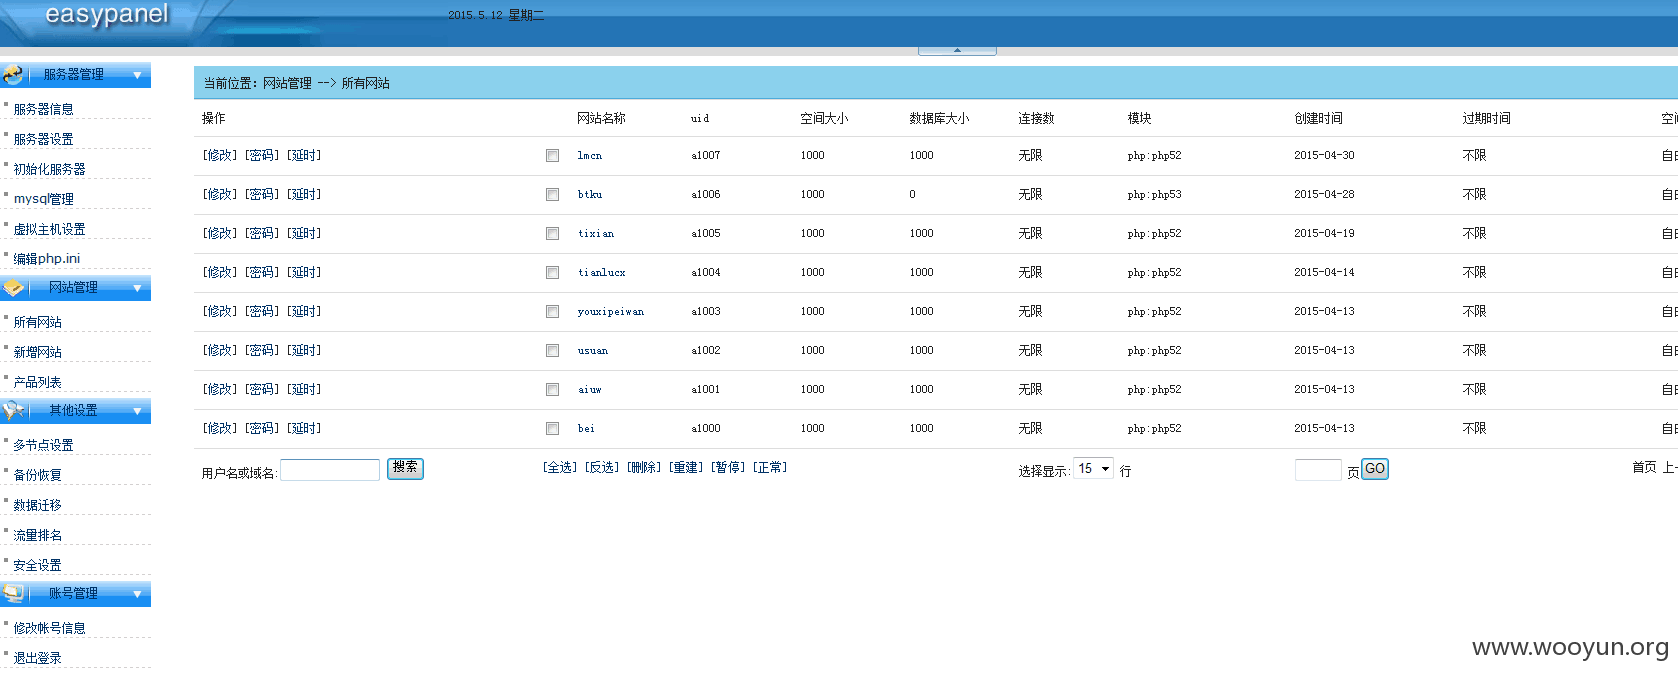 easypanel
2015.5.12 星期二
服务器管理
服务器信息
服务器设置
初始化服务器
mysql管理
虚拟主机设置
编辑php.ini
网站管理
所有网站
新增网站
产品列表
其他设置
多节点设置
备份恢复
数据迁移
流量排名
安全设置
账号管理
修改帐号信息
退出登录
当前位置: 网站管理 --> 所有网站
操作 网站名称 uid 空间大小 数据库大小 连接数 模块 创建时间 过期时间 空
[修改] [密码] [延时] lmcn a1007 1000 1000 无限 php:php52 2015-04-30 不限 自
[修改] [密码] [延时] btku a1006 1000 0 无限 php:php53 2015-04-28 不限 自
[修改] [密码] [延时] tixian a1005 1000 1000 无限 php:php52 2015-04-19 不限 自
[修改] [密码] [延时] tianlucx a1004 1000 1000 无限 php:php52 2015-04-14 不限 自
[修改] [密码] [延时] youxipeiwan a1003 1000 1000 无限 php:php52 2015-04-13 不限 自
[修改] [密码] [延时] usuan a1002 1000 1000 无限 php:php52 2015-04-13 不限 自
[修改] [密码] [延时] aiuw a1001 1000 1000 无限 php:php52 2015-04-13 不限 自
[修改] [密码] [延时] bei a1000 1000 1000 无限 php:php52 2015-04-13 不限 自
用户名或域名: 搜索 [全选] [反选] [删除] [重建] [暂停] [正常] 选择显示: 15 行 页 GO 首页 上一
www.wooyun.org